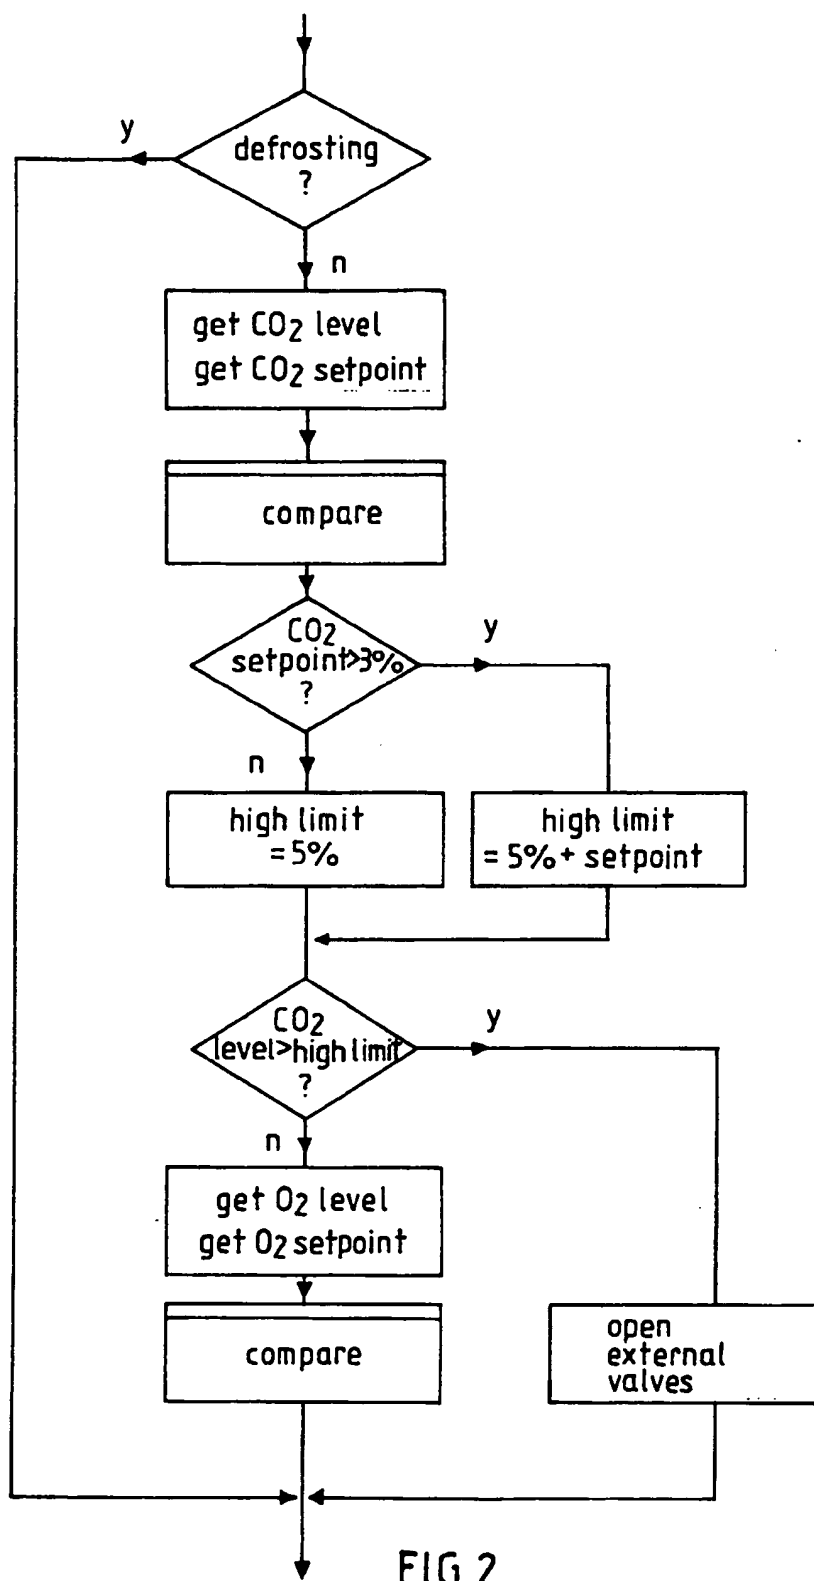 y
defrosting
?
n
get CO2 level
get CO2 setpoint
compare
CO2
setpoint>3%
?
y
n
high limit
=5%
high limit
=5%+ setpoint
CO2
level>high limit
?
y
n
get O2 level
get O2 setpoint
compare
open
external
valves
FIG 2